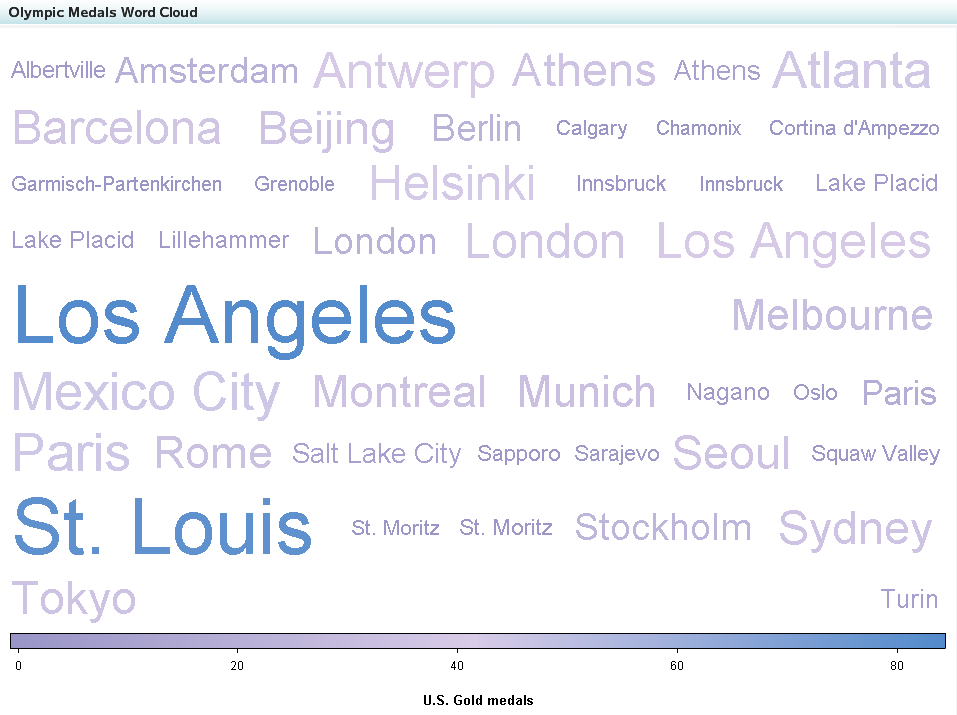 Olympic Medals Word Cloud
Albertville Amsterdam Antwerp Athens Athens Atlanta
Barcelona Beijing Berlin Calgary Chamonix Cortina d'Ampezzo
Garmisch-Partenkirchen Grenoble Helsinki Innsbruck Innsbruck Lake Placid
Lake Placid Lillehammer London London Los Angeles
Los Angeles Melbourne
Mexico City Montreal Munich Nagano Oslo Paris
Paris Rome Salt Lake City Sapporo Sarajevo Seoul Squaw Valley
St. Louis St. Moritz St. Moritz Stockholm Sydney
Tokyo Turin
0 20 40 60 80
U.S. Gold medals